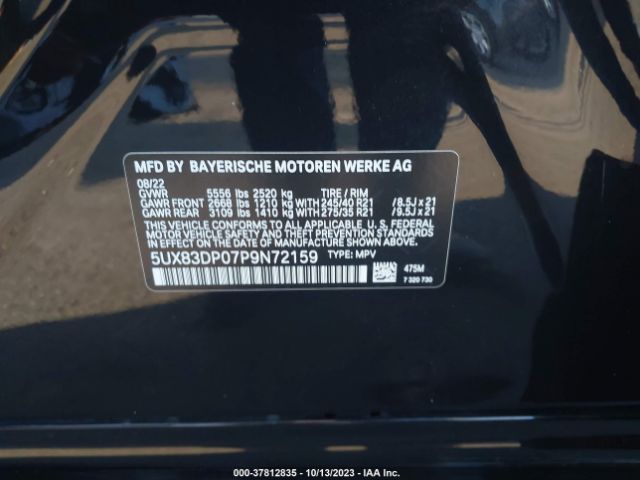 MFD BY BAYERISCHE MOTOREN WERKE AG
08/22
GVWR 5556 lbs 2520 kg TIRE / RIM
GAWR FRONT 2668 lbs 1210 kg WITH 245/40 R21 /8.5J x 21
GAWR REAR 3109 lbs 1410 kg WITH 275/35 R21 /9.5J x 21
THIS VEHICLE CONFORMS TO ALL APPLICABLE U. S. FEDERAL
MOTOR VEHICLE SAFETY AND THEFT PREVENTION STANDARDS
IN EFFECT ON THE DATE OF MANUFACTURE SHOWN ABOVE.
5UX83DP07P9N72159 TYPE: MPV
475M
7 320 730
000-37812835 - 10/13/2023 - IAA Inc.